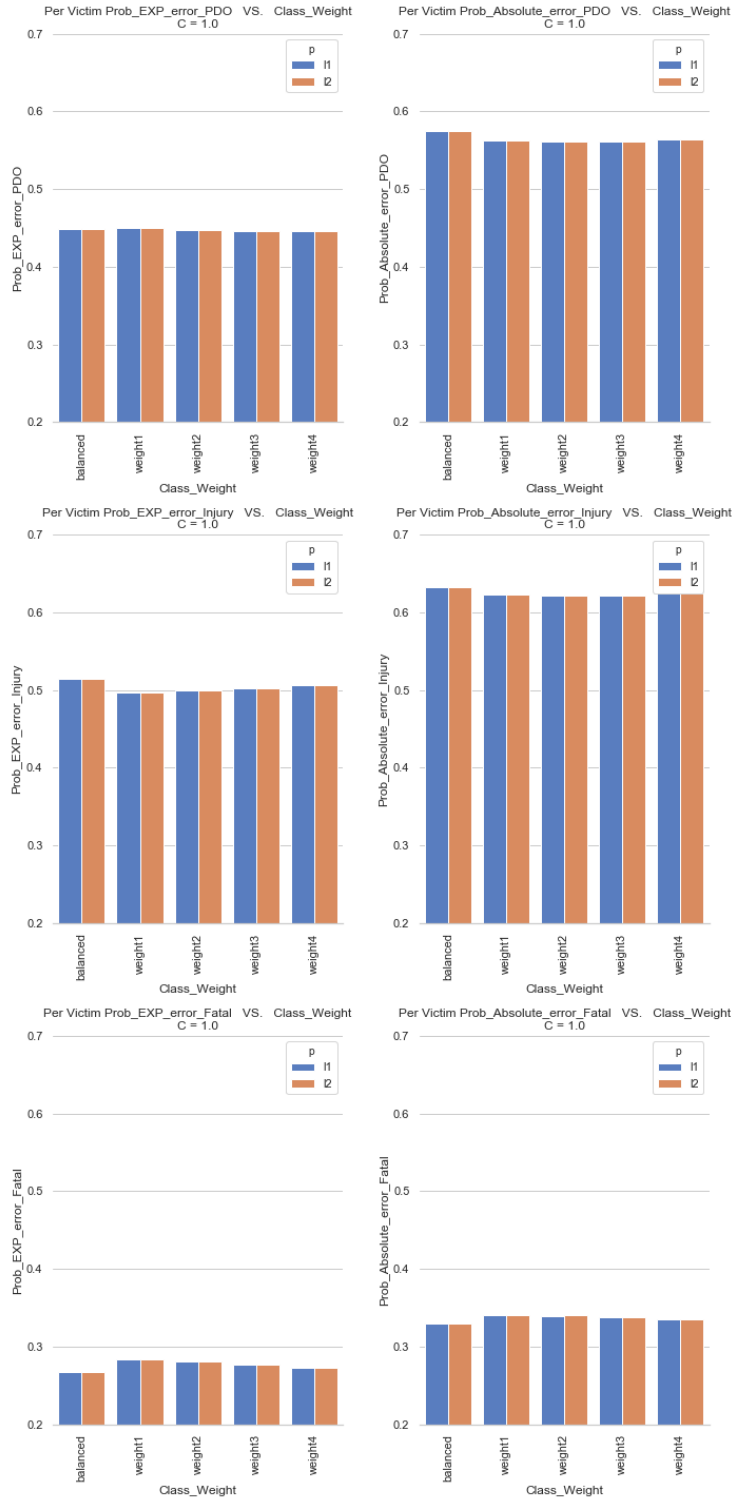 Per Victim Prob_EXP_error_PDO VS. Class_Weight
C = 1.0
0.7
0.6
0.5
0.4
0.3
0.2
Prob_EXP_error_PDO
p
l1
l2
balanced
weight1
weight2
weight3
weight4
Class_Weight
Per Victim Prob_Absolute_error_PDO VS. Class_Weight
C = 1.0
0.7
0.6
0.5
0.4
0.3
0.2
Prob_Absolute_error_PDO
p
l1
l2
balanced
weight1
weight2
weight3
weight4
Class_Weight
Per Victim Prob_EXP_error_Injury VS. Class_Weight
C = 1.0
0.7
0.6
0.5
0.4
0.3
0.2
Prob_EXP_error_Injury
p
l1
l2
balanced
weight1
weight2
weight3
weight4
Class_Weight
Per Victim Prob_Absolute_error_Injury VS. Class_Weight
C = 1.0
0.7
0.6
0.5
0.4
0.3
0.2
Prob_Absolute_error_Injury
p
l1
l2
balanced
weight1
weight2
weight3
weight4
Class_Weight
Per Victim Prob_EXP_error_Fatal VS. Class_Weight
C = 1.0
0.7
0.6
0.5
0.4
0.3
0.2
Prob_EXP_error_Fatal
p
l1
l2
balanced
weight1
weight2
weight3
weight4
Class_Weight
Per Victim Prob_Absolute_error_Fatal VS. Class_Weight
C = 1.0
0.7
0.6
0.5
0.4
0.3
0.2
Prob_Absolute_error_Fatal
p
l1
l2
balanced
weight1
weight2
weight3
weight4
Class_Weight